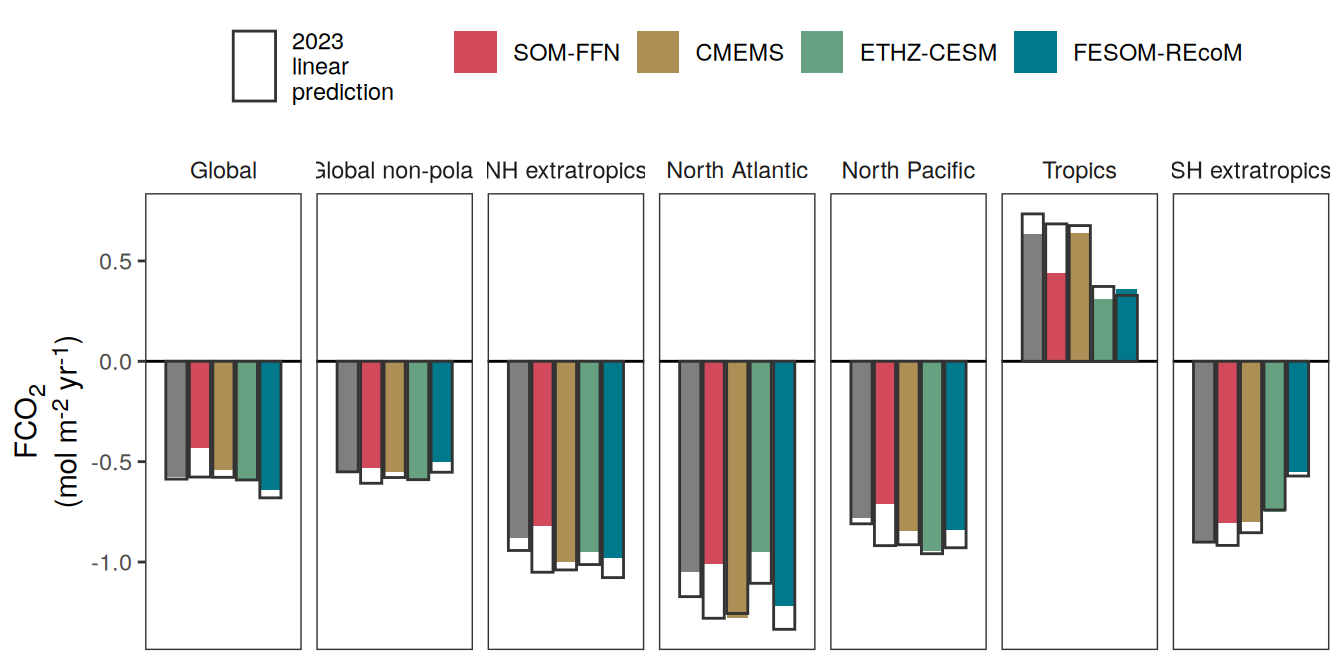 2023
linear
prediction
SOM-FFN
CMEMS
ETHZ-CESM
FESOM-REcoM
Global
Global non-pola
NH extratropics
North Atlantic
North Pacific
Tropics
SH extratropics
0.5
0.0
-0.5
-1.0
FCO₂
(mol m⁻² yr⁻¹)